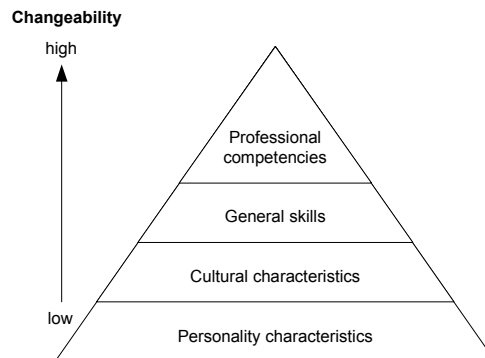 Changeability
high
Professional
competencies
General skills
Cultural characteristics
low
Personality characteristics